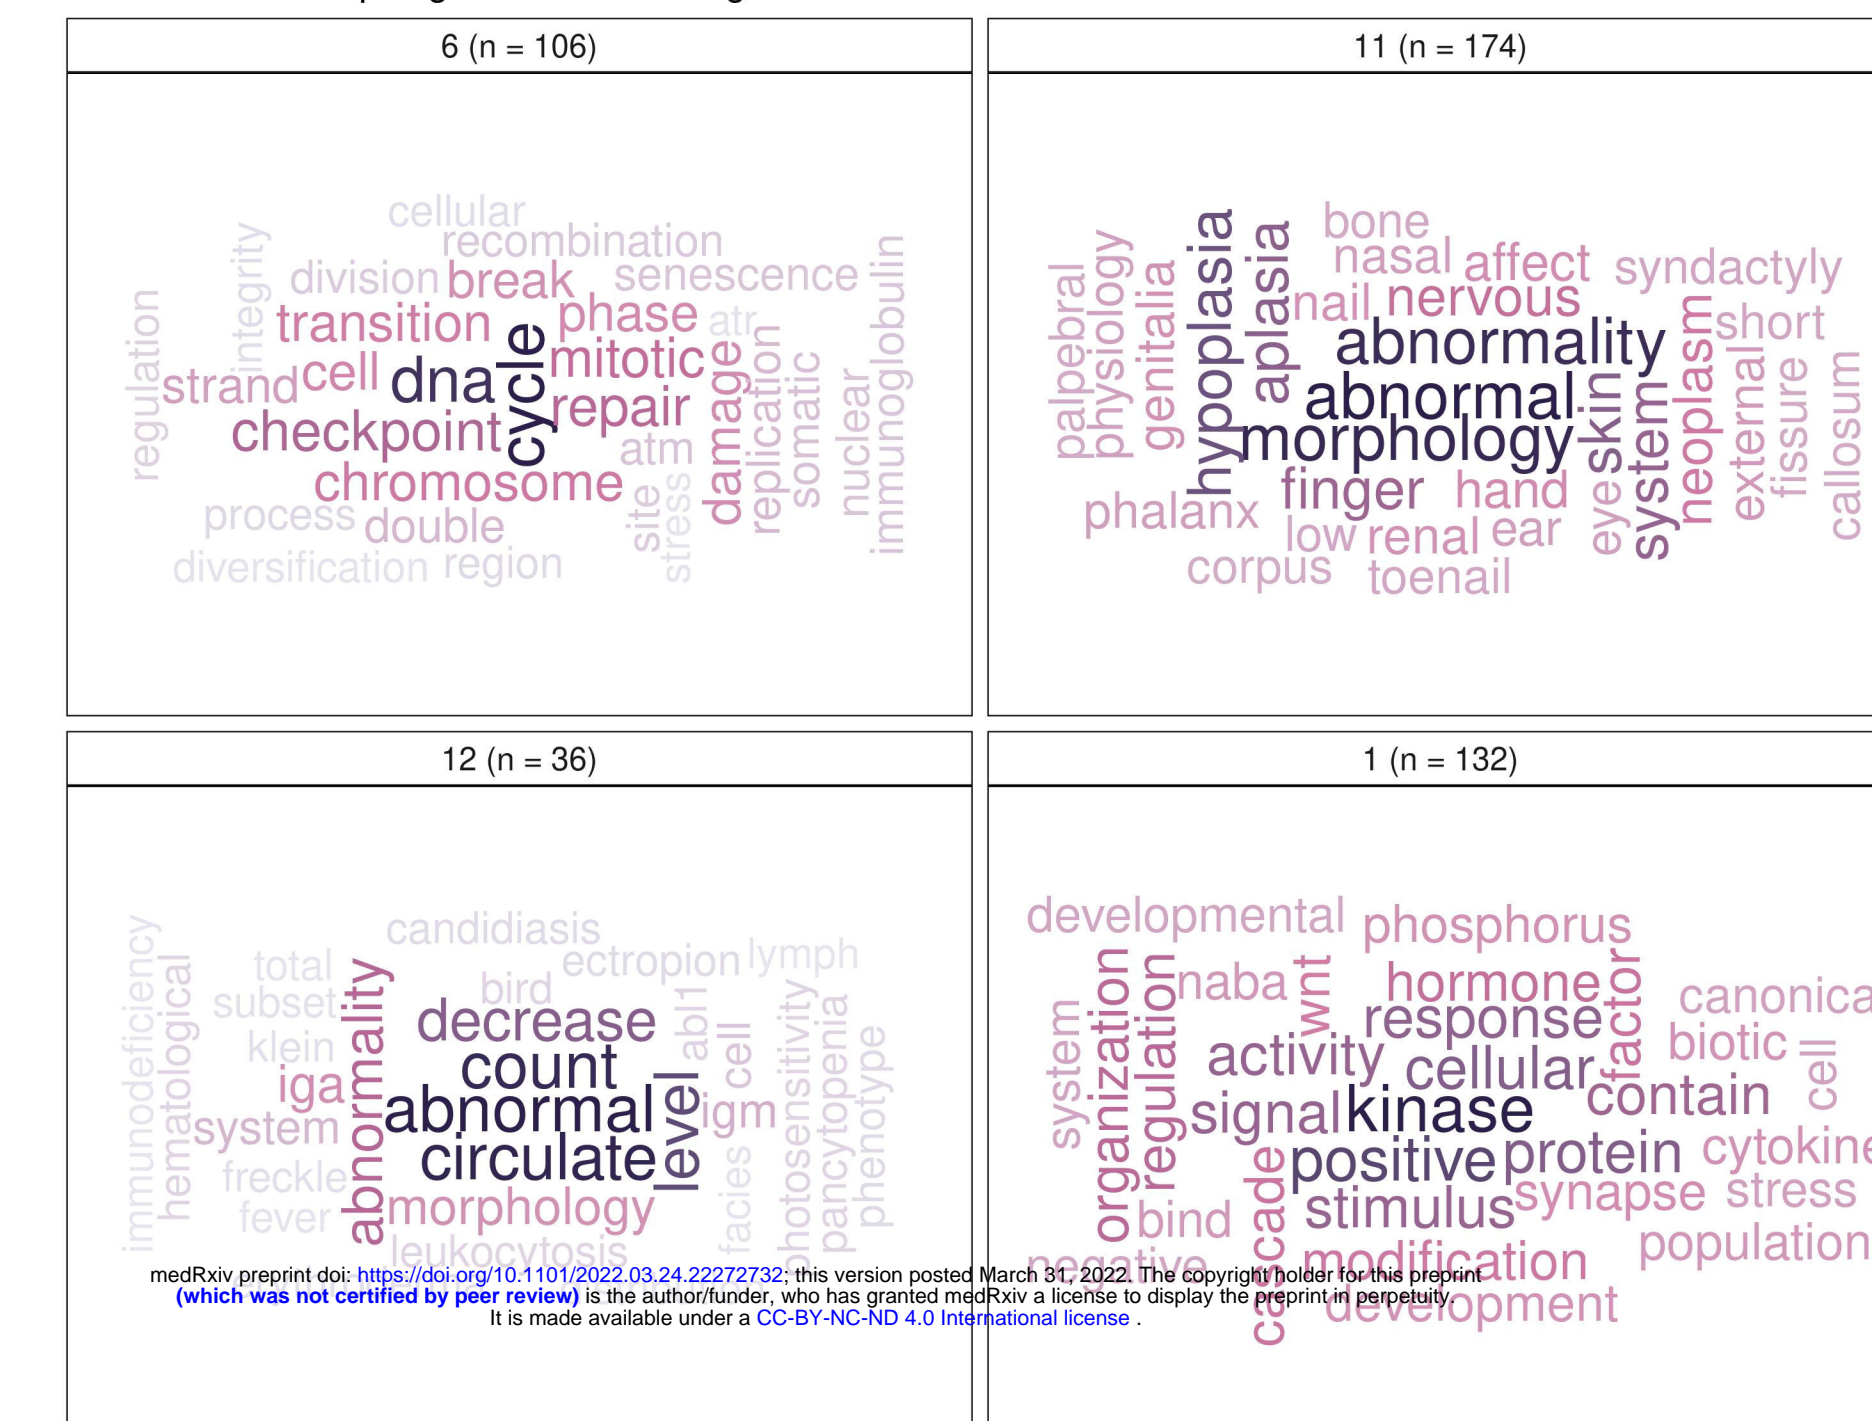 6 (n = 106)
cellular
recombination
integrity
division break senescence
immunoglobulin
regulation
transition phase atr
cycle
mitotic
strand cell dna
damage
replication
somatic
nuclear
checkpoint repair
atm
chromosome
site
stress
process double
diversification region
11 (n = 174)
bone
nasal affect syndactyly
palpebral
physiology
genitalia
hypoplasia
aplasia
nail nervous
short
abnormality
neoplasm
abnormal
skin
system
external
fissure
callosum
morphology
finger hand
eye
phalanx
low renal ear
corpus toenail
12 (n = 36)
candidiasis
immunodeficiency
hematological
total
ectropion lymph
subset
bird
abnormality
decrease
abl1
klein
count
cell
photosensitivity
pancytopenia
phenotype
iga
abnormal
level
igm
system
circulate
freckle
facies
fever
morphology
leukocytosis
1 (n = 132)
developmental phosphorus
organization
regulation
naba
wnt
hormone
factor
system
response
activity
cellular
biotic
cell
contain
signal kinase
positive protein
cascade
stimulus
synapse stress
bind
population
negative
modification
development
medRxiv preprint doi: https://doi.org/10.1101/2022.03.24.22272732; this version posted March 31, 2022. The copyright holder for this preprint
(which was not certified by peer review) is the author/funder, who has granted medRxiv a license to display the preprint in perpetuity.
It is made available under a CC-BY-NC-ND 4.0 International license .